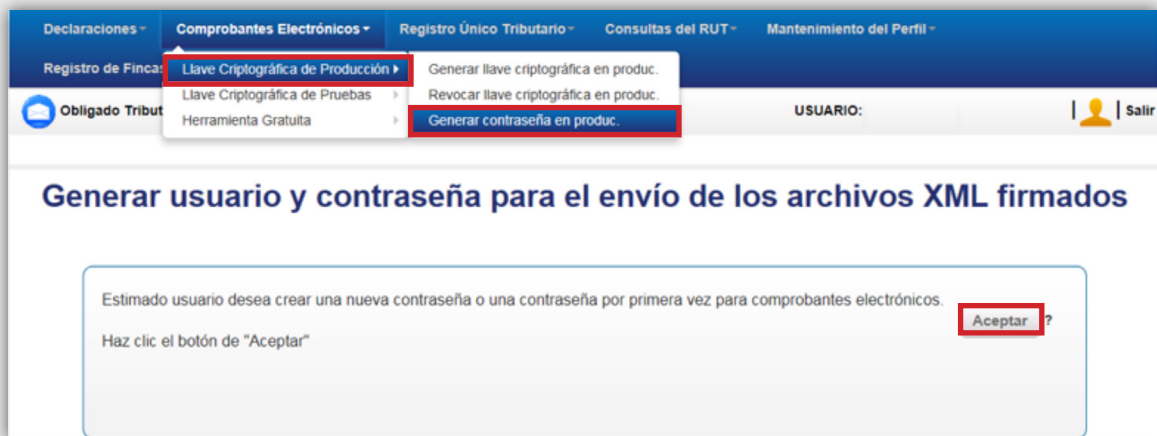 Declaraciones Comprobantes Electrónicos Registro Único Tributario Consultas del RUT Mantenimiento del Perfil
Registro de Fincas
Llave Criptográfica de Producción
Generar llave criptográfica en produc.
Llave Criptográfica de Pruebas
Revocar llave criptográfica en produc.
Herramienta Gratuita
Generar contraseña en produc.
Obligado Tribut
USUARIO:
| | Salir
Generar usuario y contraseña para el envío de los archivos XML firmados
Estimado usuario desea crear una nueva contraseña o una contraseña por primera vez para comprobantes electrónicos.
Aceptar ?
Haz clic el botón de "Aceptar"